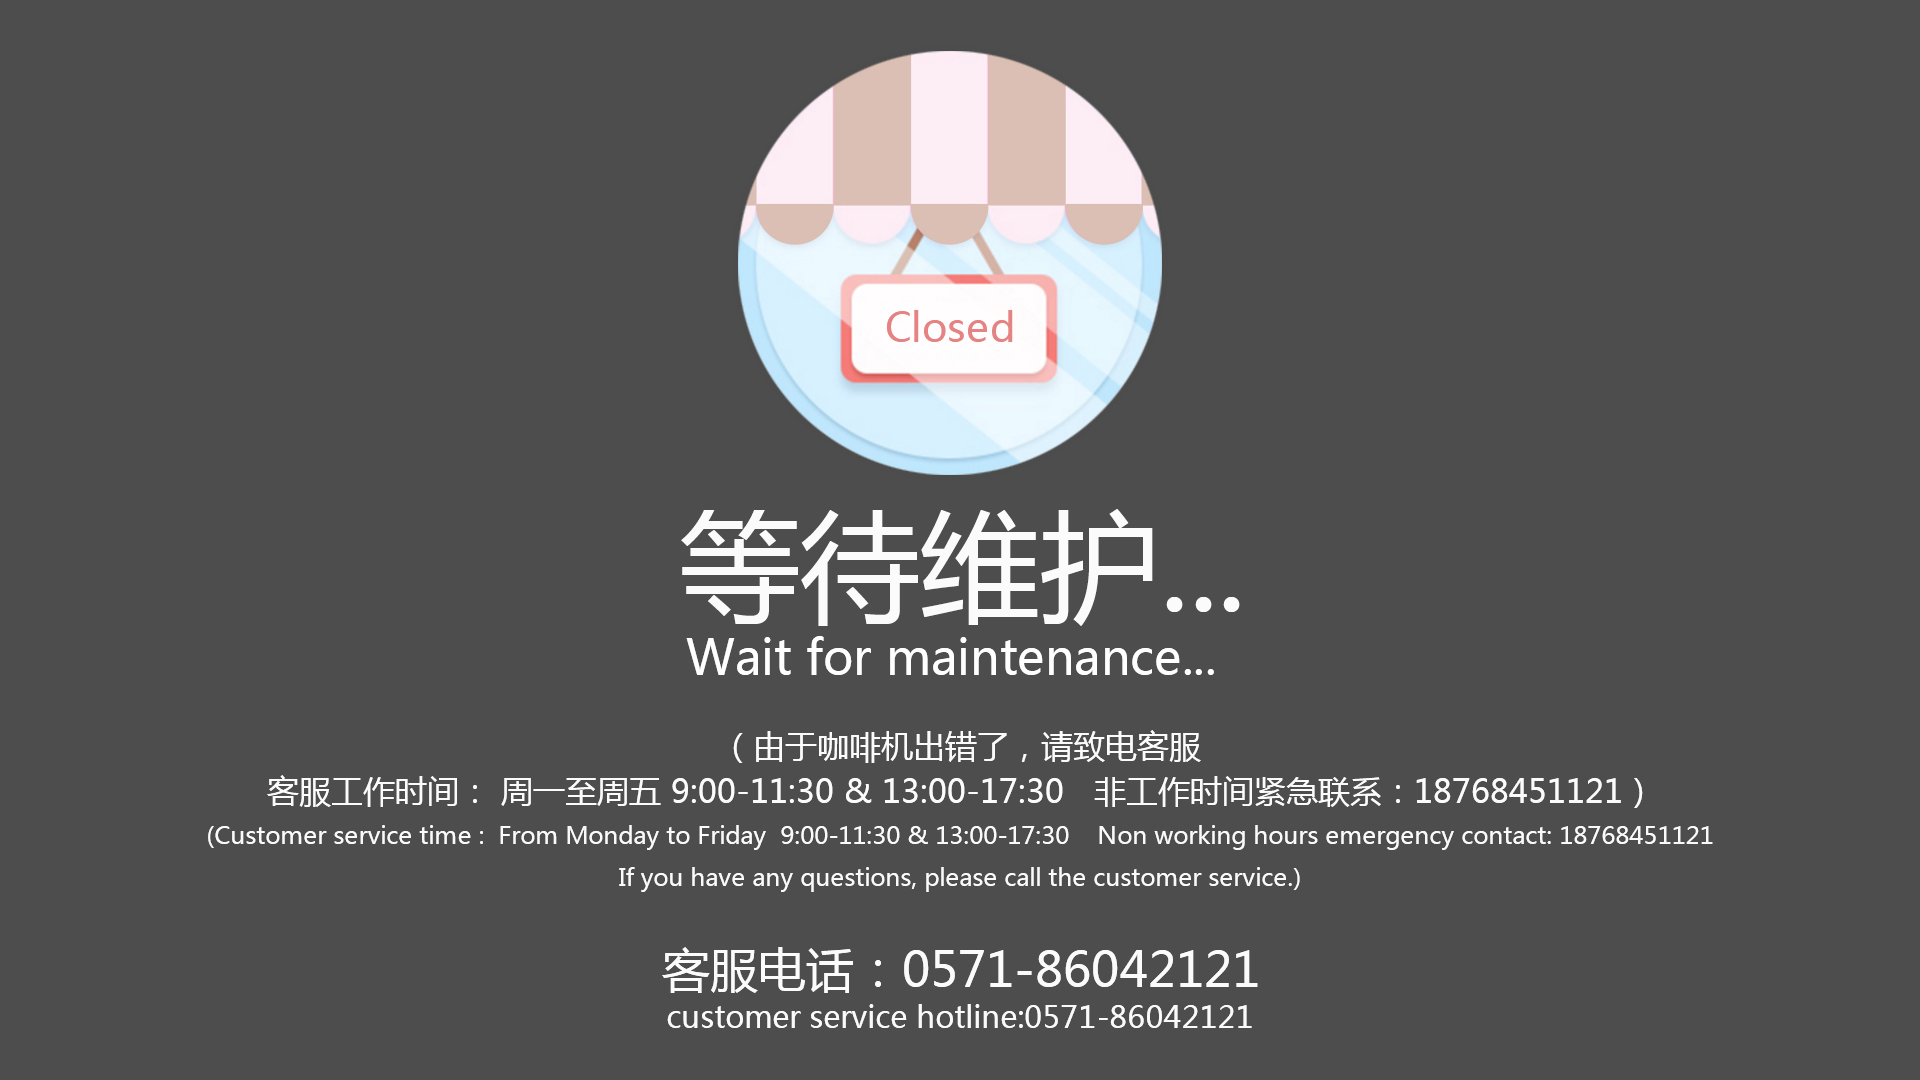 Closed
等待维护...
Wait for maintenance...
（由于咖啡机出错了，请致电客服
客服工作时间： 周一至周五 9:00-11:30 & 13:00-17:30 非工作时间紧急联系：18768451121）
(Customer service time : From Monday to Friday 9:00-11:30 & 13:00-17:30 Non working hours emergency contact: 18768451121
If you have any questions, please call the customer service.)
客服电话：0571-86042121
customer service hotline:0571-86042121